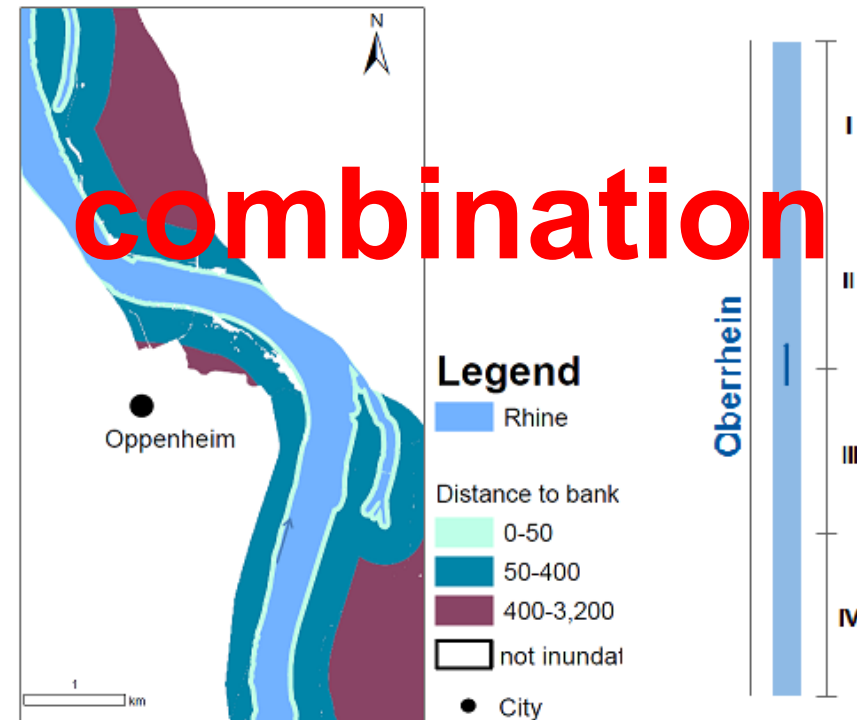 N
combination
Oppenheim
1
km
Legend
Rhine
Distance to bank
0-50
50-400
400-3,200
not inundat
City
Oberrhein
I
II
III
IV